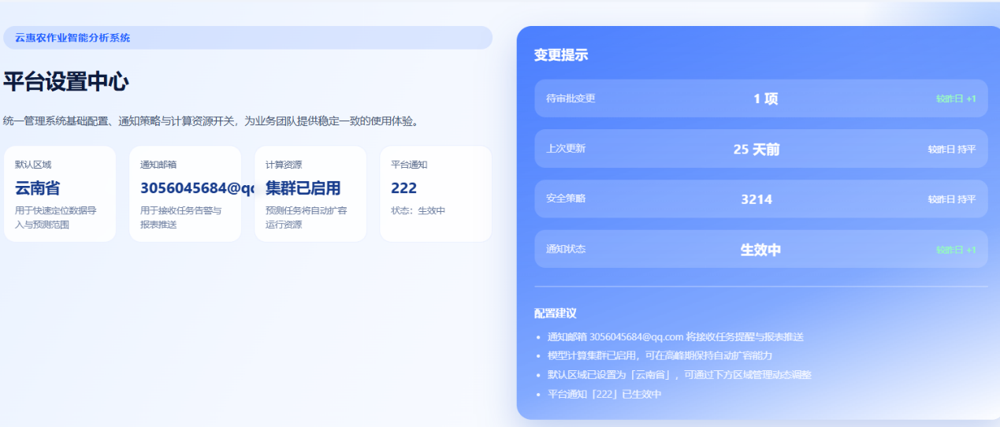 云惠农作业智能分析系统
平台设置中心
统一管理系统基础配置、通知策略与计算资源开关，为业务团队提供稳定一致的使用体验。
默认区域
云南省
用于快速定位数据导
入与预测范围
通知邮箱
3056045684@qq
用于接收任务告警与
报表推送
计算资源
集群已启用
预测任务将自动扩容
运行资源
平台通知
222
状态：生效中
变更提示
待审批变更 1 项 较昨日 +1
上次更新 25 天前 较昨日 持平
安全策略 3214 较昨日 持平
通知状态 生效中 较昨日 +1
配置建议
• 通知邮箱 3056045684@qq.com 将接收任务提醒与报表推送
• 模型计算集群已启用，可在高峰期保持自动扩容能力
• 默认区域已设置为「云南省」，可通过下方区域管理动态调整
• 平台通知「222」已生效中